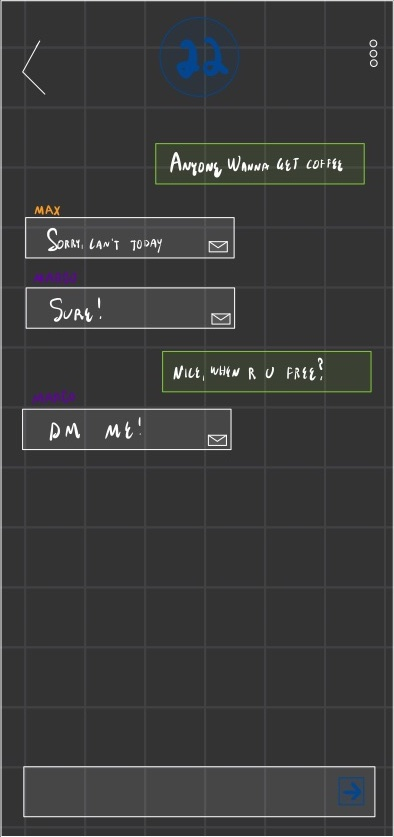 ANYONE WANNA GET COFFEE
MAX
SORRY, CAN'T TODAY
SURE!
NICE, WHEN R U FREE?
DM ME!